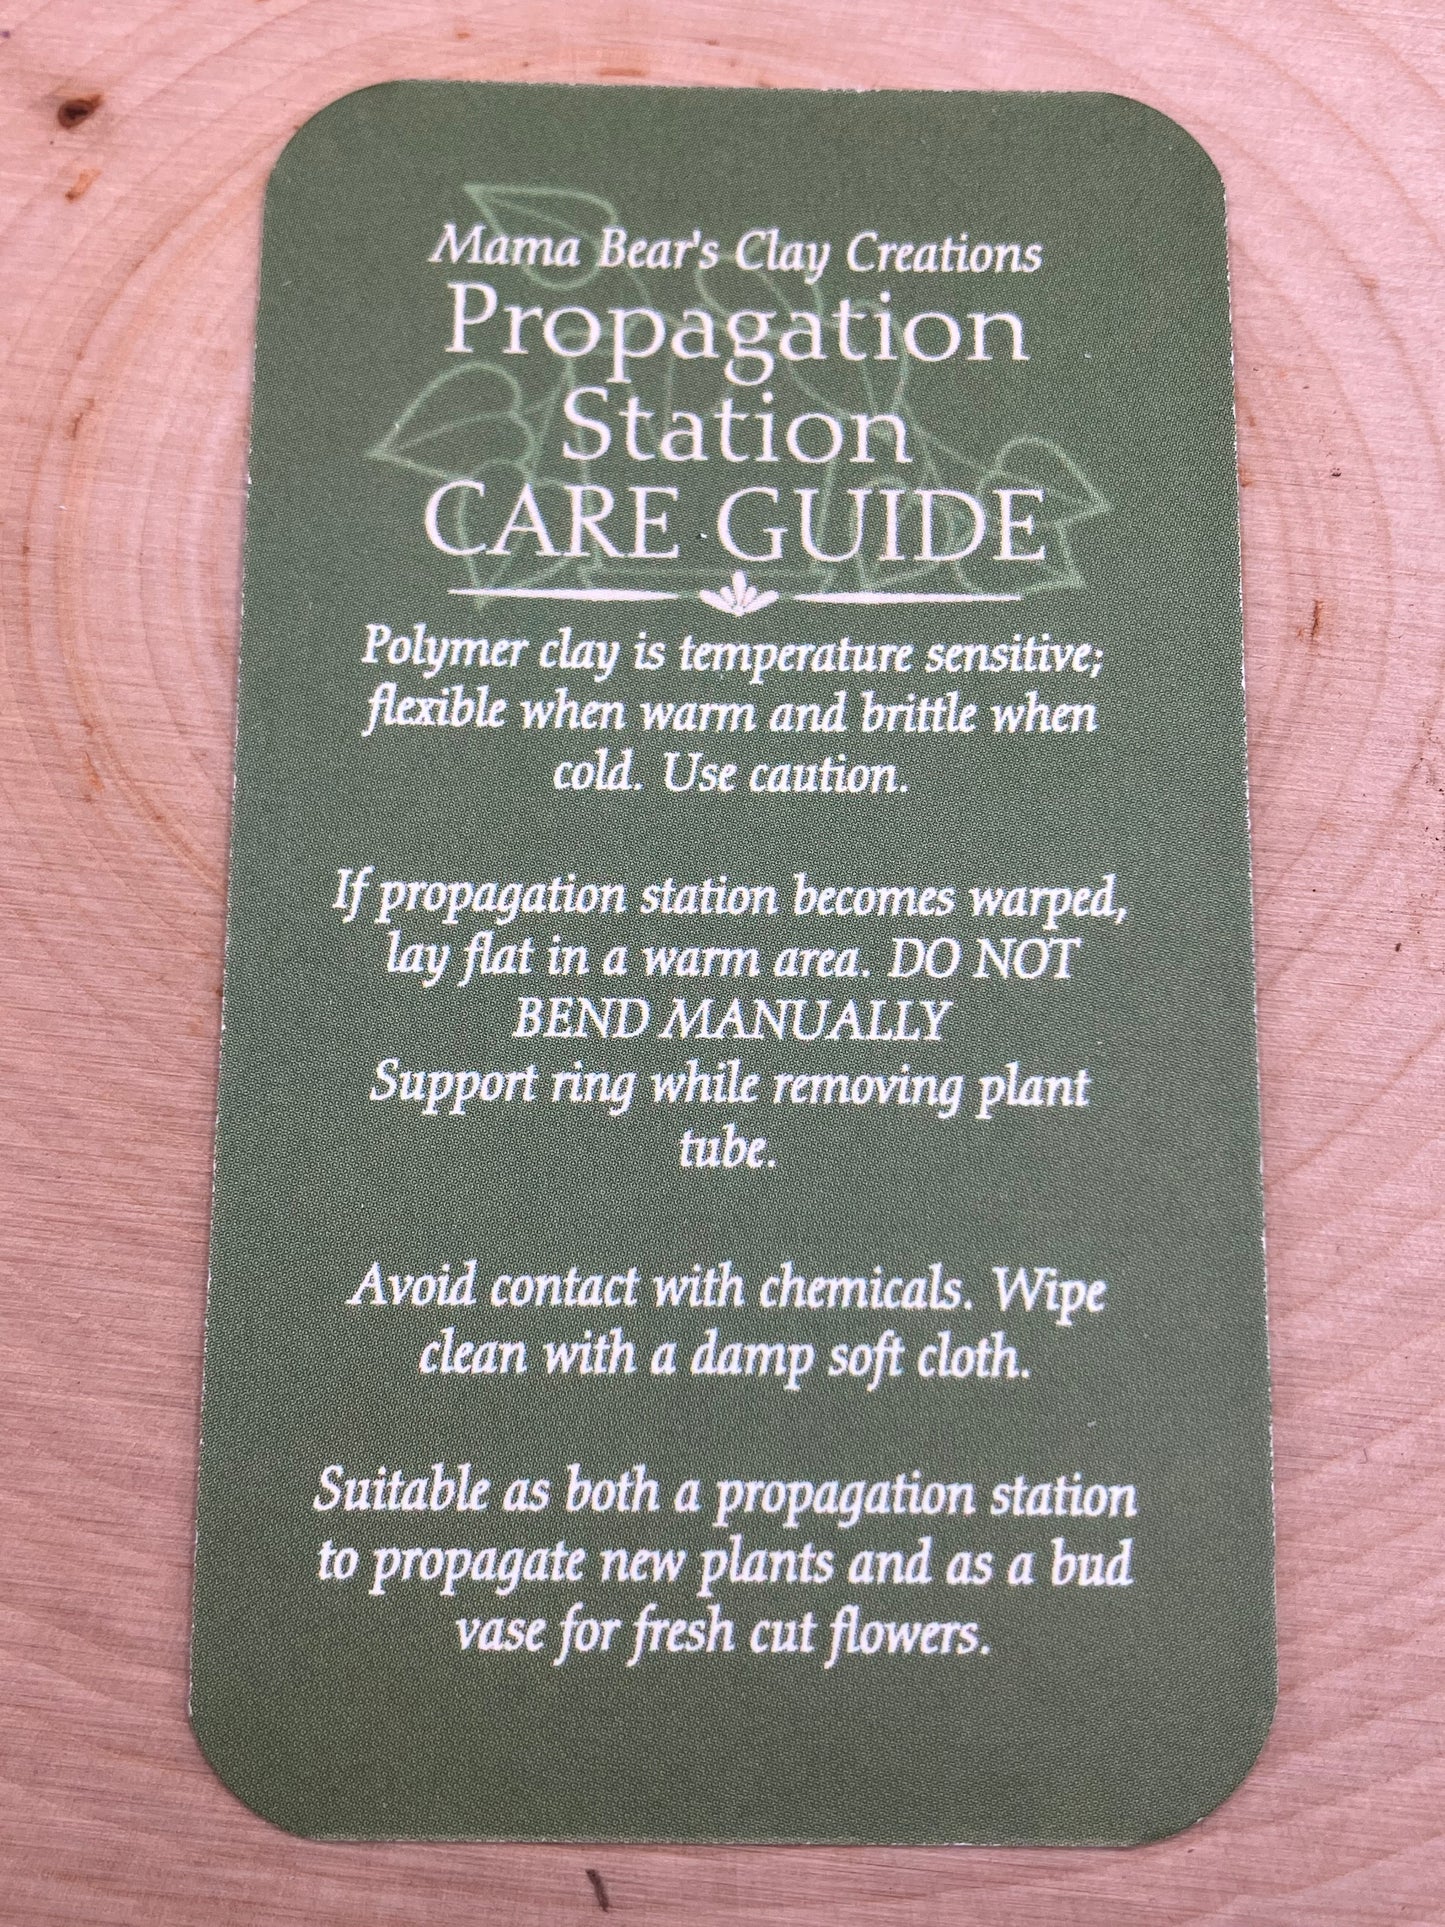 Mama Bear's Clay Creations
Propagation
Station
CARE GUIDE
Polymer clay is temperature sensitive;
flexible when warm and brittle when
cold. Use caution.
If propagation station becomes warped,
lay flat in a warm area. DO NOT
BEND MANUALLY
Support ring while removing plant
tube.
Avoid contact with chemicals. Wipe
clean with a damp soft cloth.
Suitable as both a propagation station
to propagate new plants and as a bud
vase for fresh cut flowers.